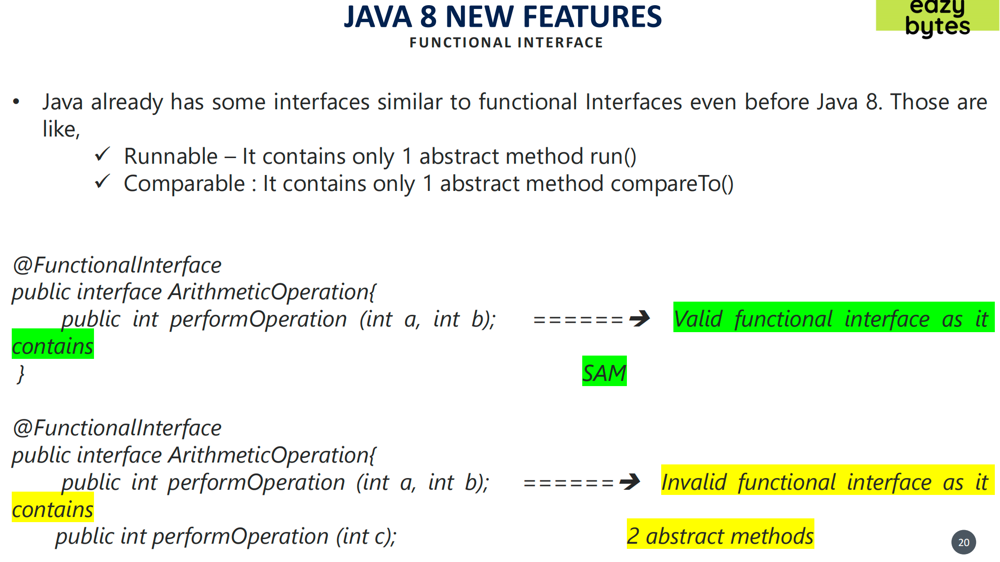 JAVA 8 NEW FEATURES
FUNCTIONAL INTERFACE
eazy
bytes
• Java already has some interfaces similar to functional Interfaces even before Java 8. Those are
like,
✓ Runnable – It contains only 1 abstract method run()
✓ Comparable : It contains only 1 abstract method compareTo()
@FunctionalInterface
public interface ArithmeticOperation{
public int performOperation (int a, int b); ======➔ Valid functional interface as it
contains
} SAM
@FunctionalInterface
public interface ArithmeticOperation{
public int performOperation (int a, int b); ======➔ Invalid functional interface as it
contains
public int performOperation (int c); 2 abstract methods
20